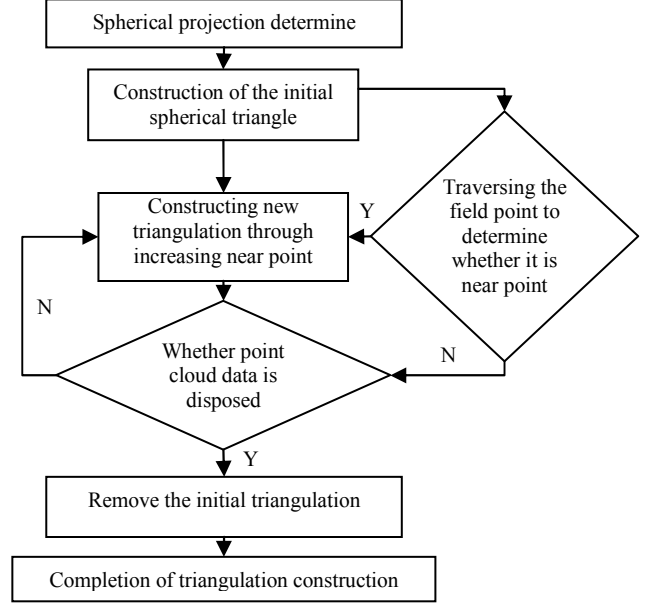 Spherical projection determine
Construction of the initial
spherical triangle
Constructing new
triangulation through
increasing near point
Y
Traversing the
field point to
determine
whether it is
near point
N
Whether point
cloud data is
disposed
N
Y
Remove the initial triangulation
Completion of triangulation construction